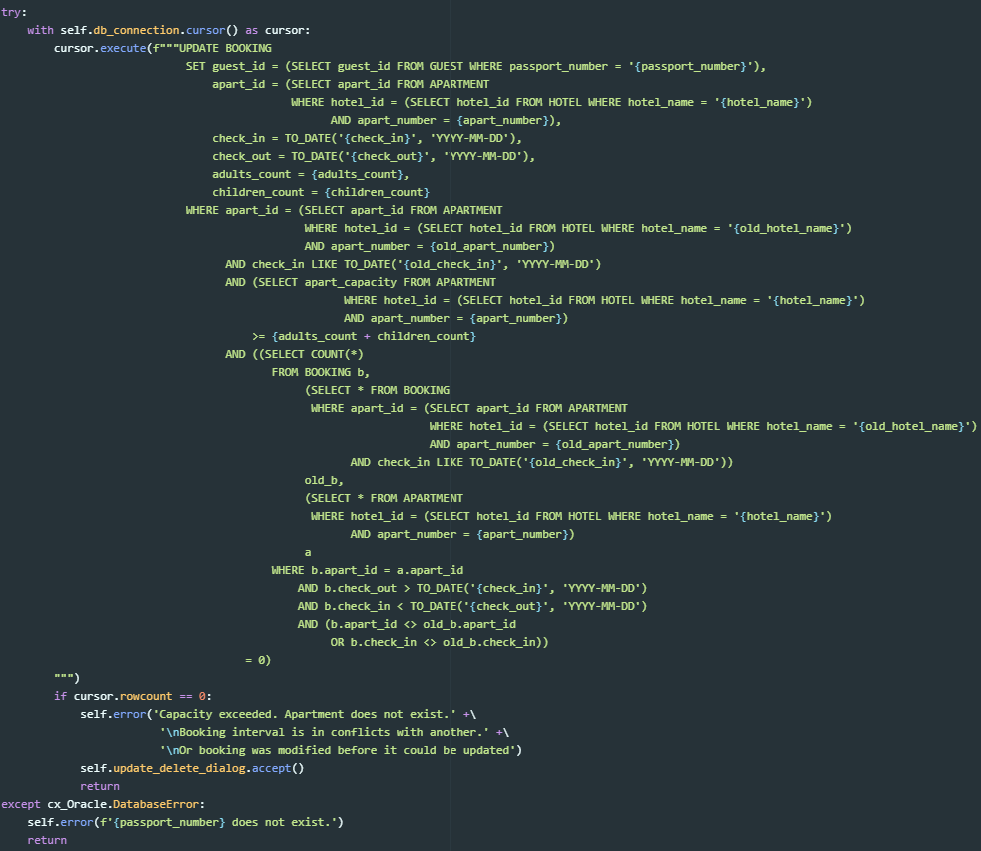 try:
    with self.db_connection.cursor() as cursor:
        cursor.execute(f"""UPDATE BOOKING
                            SET guest_id = (SELECT guest_id FROM GUEST WHERE passport_number = '{passport_number}'),
                                apart_id = (SELECT apart_id FROM APARTMENT
                                            WHERE hotel_id = (SELECT hotel_id FROM HOTEL WHERE hotel_name = '{hotel_name}')
                                                  AND apart_number = {apart_number}),
                                check_in = TO_DATE('{check_in}', 'YYYY-MM-DD'),
                                check_out = TO_DATE('{check_out}', 'YYYY-MM-DD'),
                                adults_count = {adults_count},
                                children_count = {children_count}
                            WHERE apart_id = (SELECT apart_id FROM APARTMENT
                                              WHERE hotel_id = (SELECT hotel_id FROM HOTEL WHERE hotel_name = '{old_hotel_name}')
                                              AND apart_number = {old_apart_number})
                                  AND check_in LIKE TO_DATE('{old_check_in}', 'YYYY-MM-DD')
                                  AND (SELECT apart_capacity FROM APARTMENT
                                                    WHERE hotel_id = (SELECT hotel_id FROM HOTEL WHERE hotel_name = '{hotel_name}')
                                                    AND apart_number = {apart_number})
                                      >= {adults_count + children_count}
                                  AND ((SELECT COUNT(*)
                                         FROM BOOKING b,
                                              (SELECT * FROM BOOKING
                                               WHERE apart_id = (SELECT apart_id FROM APARTMENT
                                                                 WHERE hotel_id = (SELECT hotel_id FROM HOTEL WHERE hotel_name = '{old_hotel_name}')
                                                                 AND apart_number = {old_apart_number})
                                                     AND check_in LIKE TO_DATE('{old_check_in}', 'YYYY-MM-DD'))
                                              old_b,
                                              (SELECT * FROM APARTMENT
                                               WHERE hotel_id = (SELECT hotel_id FROM HOTEL WHERE hotel_name = '{hotel_name}')
                                                     AND apart_number = {apart_number})
                                              a
                                         WHERE b.apart_id = a.apart_id
                                             AND b.check_out > TO_DATE('{check_in}', 'YYYY-MM-DD')
                                             AND b.check_in < TO_DATE('{check_out}', 'YYYY-MM-DD')
                                             AND (b.apart_id <> old_b.apart_id
                                                  OR b.check_in <> old_b.check_in))
                                     = 0)
        """)
        if cursor.rowcount == 0:
            self.error('Capacity exceeded. Apartment does not exist.' +\
                        '\nBooking interval is in conflicts with another.' +\
                        '\nOr booking was modified before it could be updated')
            self.update_delete_dialog.accept()
            return
except cx_Oracle.DatabaseError:
    self.error(f'{passport_number} does not exist.')
    return